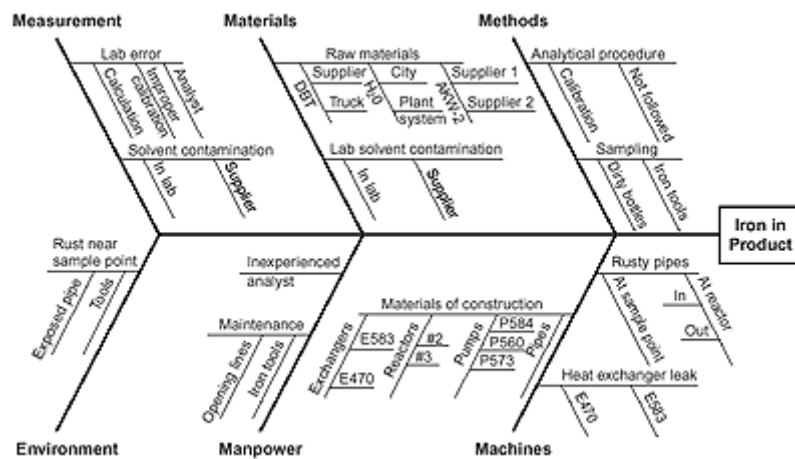 Measurement
Materials
Methods
Lab error
Calculation
Improper
calibration
Analyst
Solvent contamination
In lab
Supplier
Raw materials
DBT
Supplier
Truck
H₂0
City
Plant
system
AKW-2
Supplier 1
Supplier 2
Lab solvent contamination
In lab
Supplier
Analytical procedure
Calibration
Not followed
Sampling
Dirty bottles
Iron tools
Iron in
Product
Rust near
sample point
Exposed pipe
Tools
Inexperienced
analyst
Maintenance
Opening lines
Iron tools
Materials of construction
Exchangers
E583
E470
Reactors
#2
#3
Pumps
P584
P560
P573
Pipes
Rusty pipes
At sample point
At reactor
In
Out
Heat exchanger leak
E470
E583
Environment
Manpower
Machines